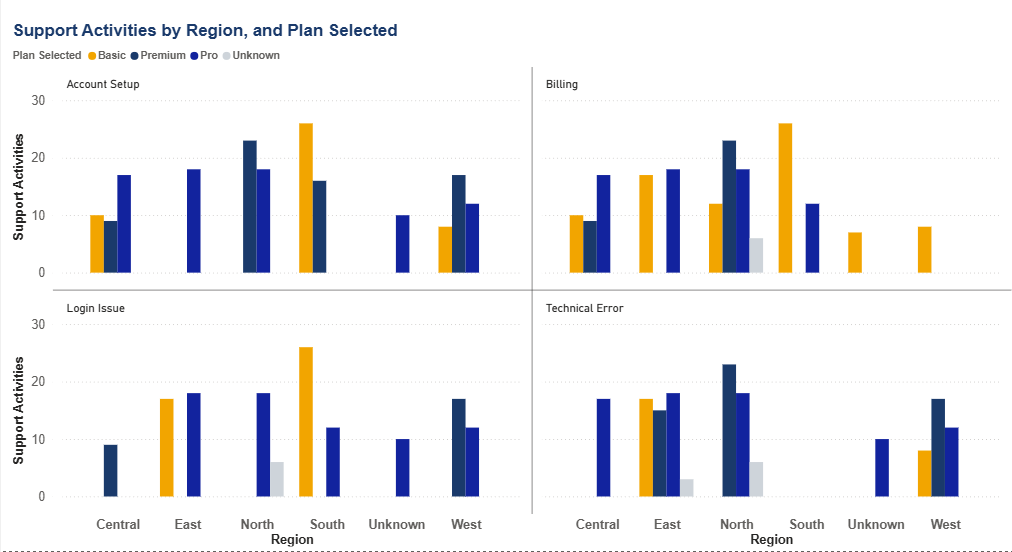 Support Activities by Region, and Plan Selected
Plan Selected Basic Premium Pro Unknown
Account Setup
Billing
30
20
10
0
Support Activities
Login Issue
Technical Error
30
20
10
0
Support Activities
Central East North South Unknown West
Central East North South Unknown West
Region
Region